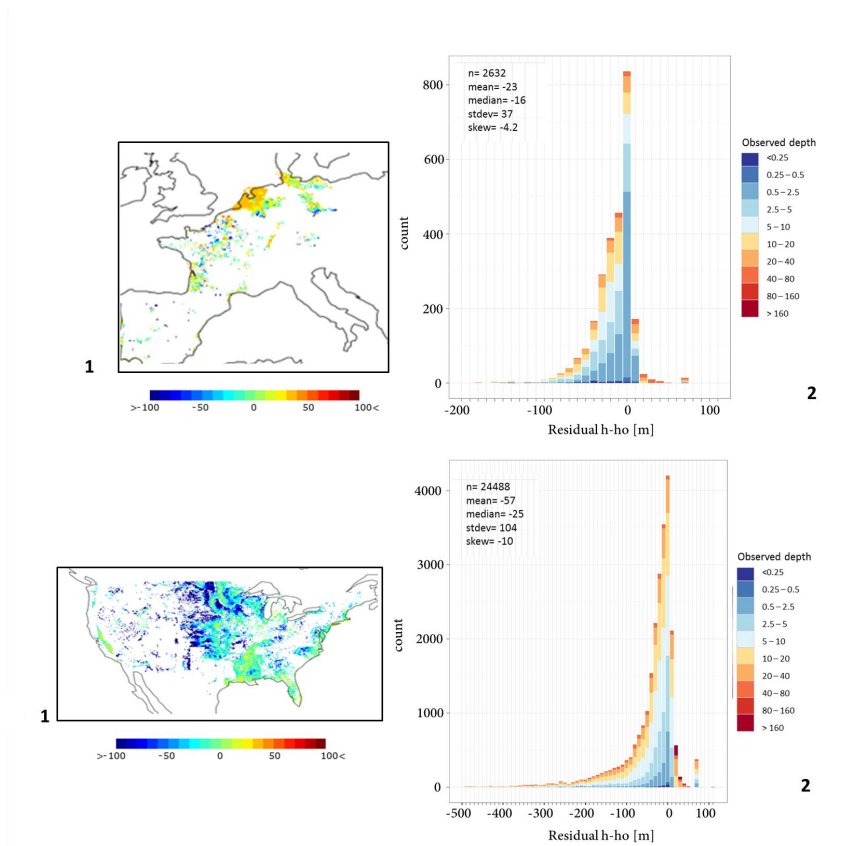 n= 2632
mean= -23
median= -16
stdev= 37
skew= -4.2
800
600
400
200
0
count
-200
-100
0
100
Residual h-ho [m]
Observed depth
<0.25
0.25-0.5
0.5-2.5
2.5-5
5-10
10-20
20-40
40-80
80-160
>160
1
>-100 -50 0 50 100<
2
n= 24488
mean= -57
median= -25
stdev= 104
skew= -10
4000
3000
2000
1000
0
count
-500 -400 -300 -200 -100 0 100
Residual h-ho [m]
Observed depth
<0.25
0.25-0.5
0.5-2.5
2.5-5
5-10
10-20
20-40
40-80
80-160
>160
1
>-100 -50 0 50 100<
2